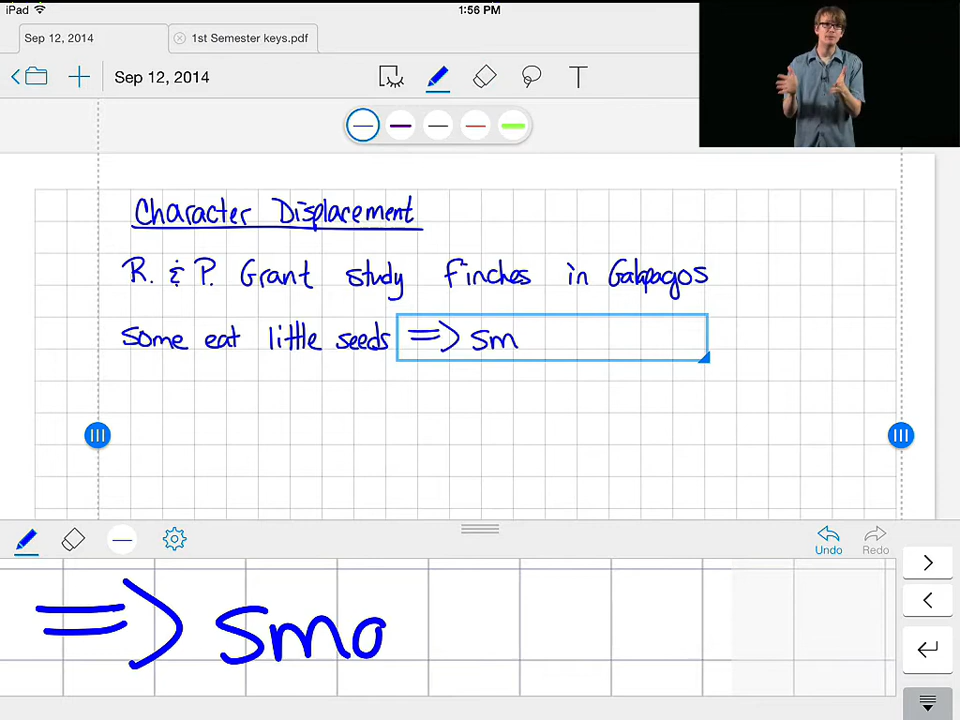 iPad 1:56 PM
Sep 12, 2014 1st Semester keys.pdf
Sep 12, 2014 T
Character Displacement
R. & P. Grant study finches in Galapagos
some eat little seeds => sm
Undo Redo
=> smo